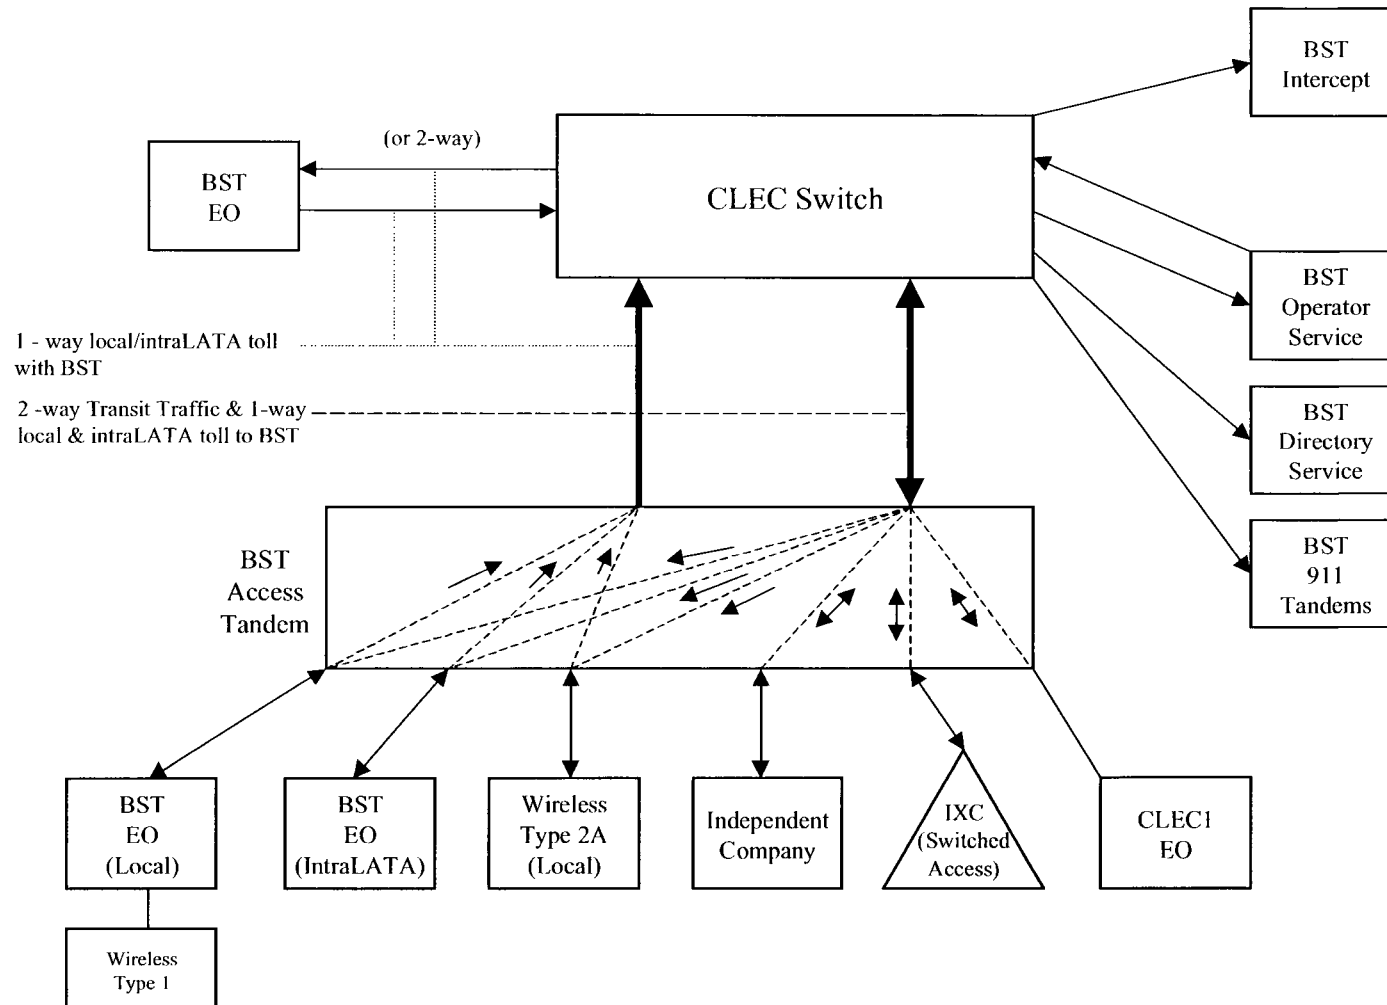 BST
Intercept
(or 2-way)
BST
EO
CLEC Switch
BST
Operator
Service
1 - way local/intraLATA toll
with BST
2 -way Transit Traffic & 1-way
local & intraLATA toll to BST
BST
Directory
Service
BST
911
Tandems
BST
Access
Tandem
BST
EO
(Local)
BST
EO
(IntraLATA)
Wireless
Type 2A
(Local)
Independent
Company
IXC
(Switched
Access)
CLEC1
EO
Wireless
Type 1